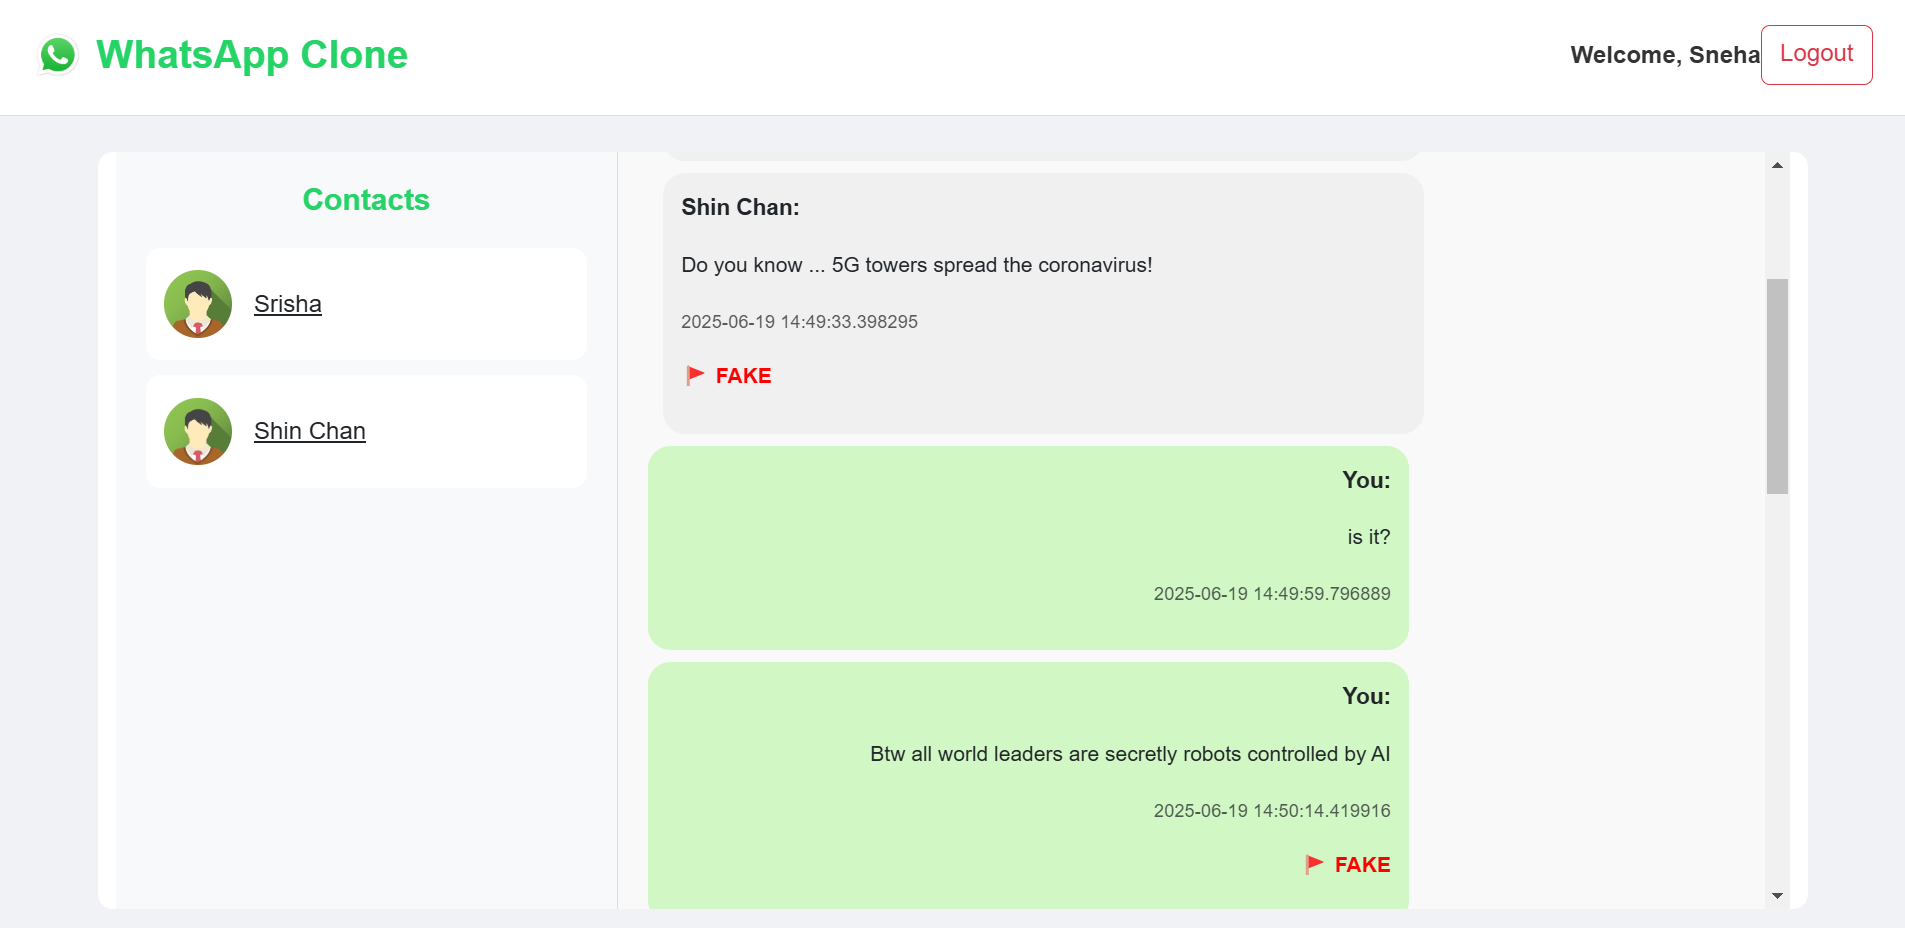 WhatsApp Clone
Welcome, Sneha
Logout
Contacts
Srisha
Shin Chan
Shin Chan:
Do you know ... 5G towers spread the coronavirus!
2025-06-19 14:49:33.398295
FAKE
You:
is it?
2025-06-19 14:49:59.796889
You:
Btw all world leaders are secretly robots controlled by AI
2025-06-19 14:50:14.419916
FAKE